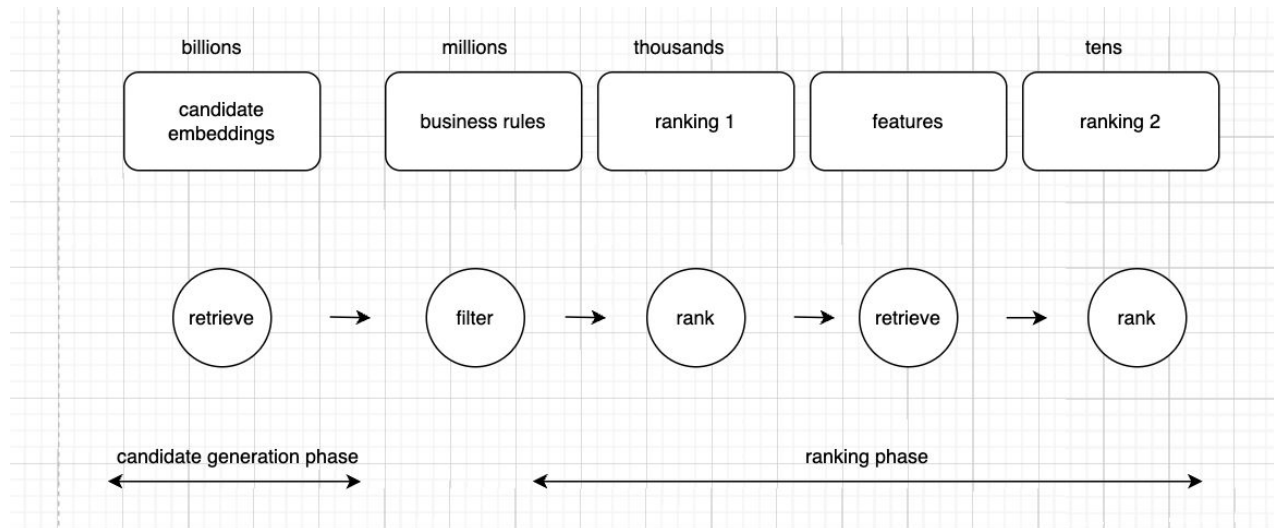 billions
millions
thousands
tens
candidate
embeddings
business rules
ranking 1
features
ranking 2
retrieve
filter
rank
retrieve
rank
candidate generation phase
ranking phase